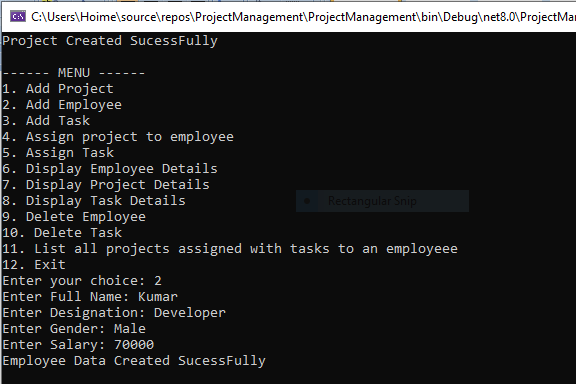 C:\Users\Hoime\source\repos\ProjectManagement\ProjectManagement\bin\Debug\net8.0\ProjectMan
Project Created SucessFully
------ MENU ------
1. Add Project
2. Add Employee
3. Add Task
4. Assign project to employee
5. Assign Task
6. Display Employee Details
7. Display Project Details
8. Display Task Details
Rectangular Snip
9. Delete Employee
10. Delete Task
11. List all projects assigned with tasks to an employeee
12. Exit
Enter your choice: 2
Enter Full Name: Kumar
Enter Designation: Developer
Enter Gender: Male
Enter Salary: 70000
Employee Data Created SucessFully